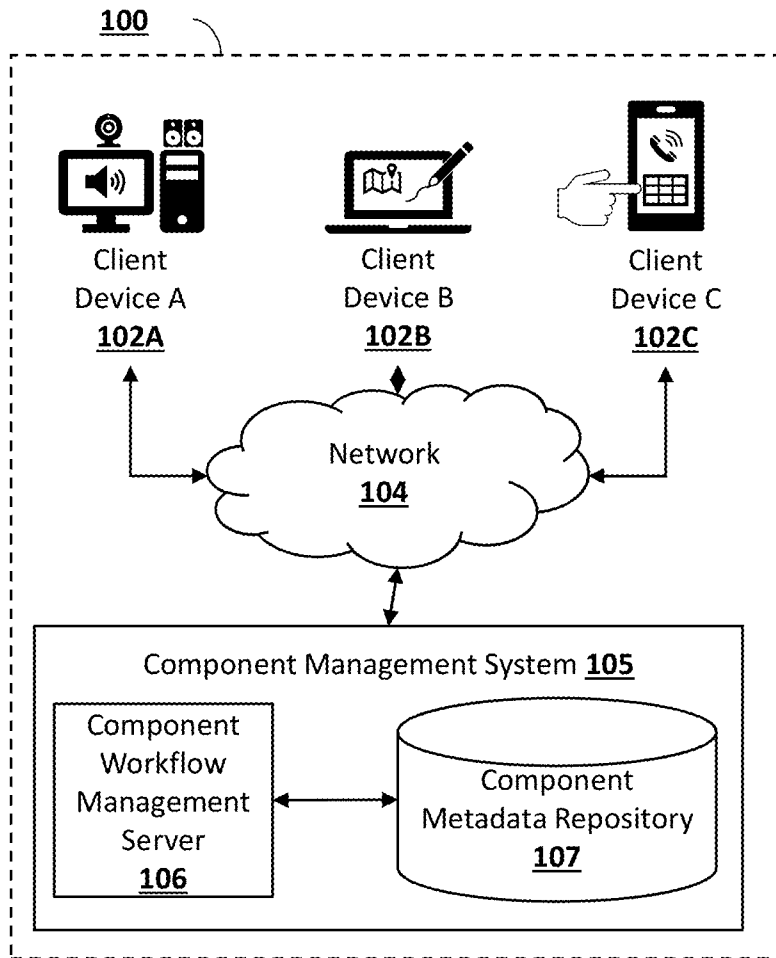 100
Client
Device A
102A
Client
Device B
102B
Client
Device C
102C
Network
104
Component Management System 105
Component
Workflow
Management
Server
106
Component
Metadata Repository
107